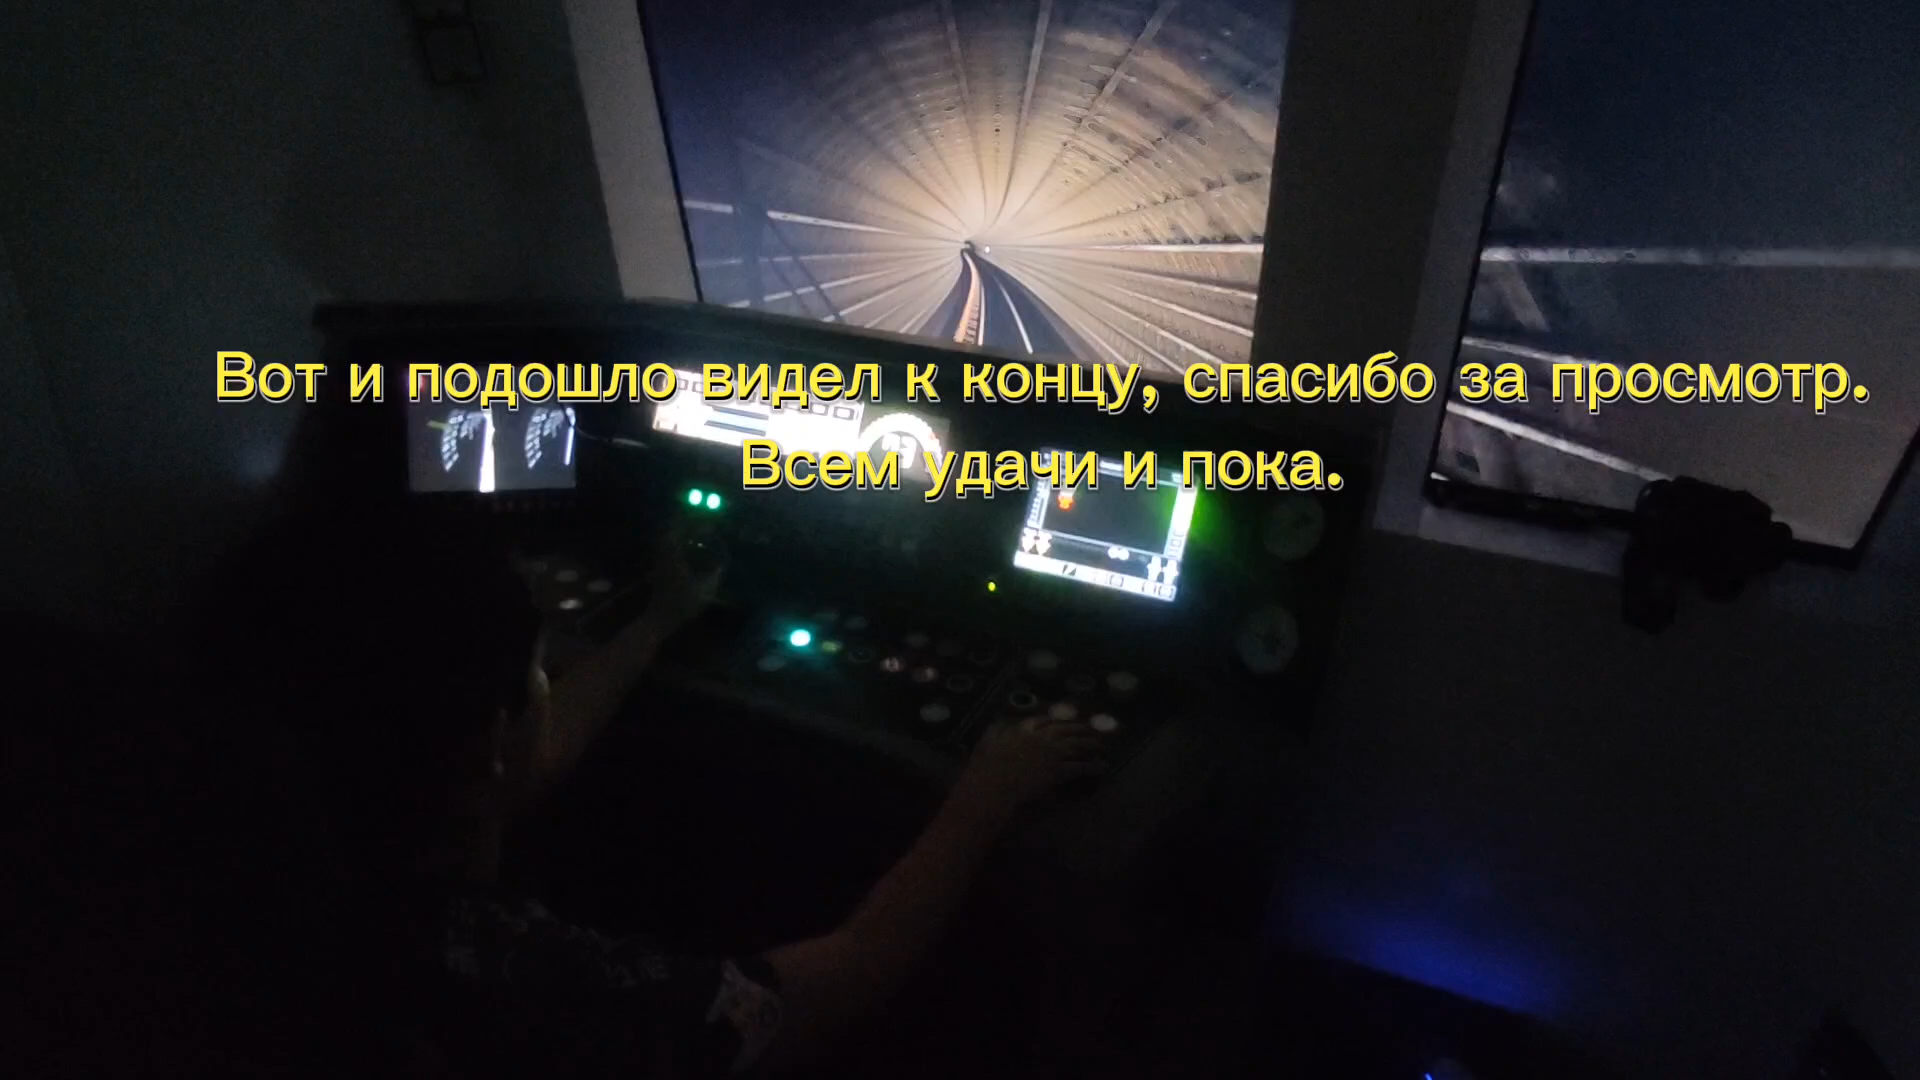 Вот и подошло видел к концу, спасибо за просмотр.
Всем удачи и пока.